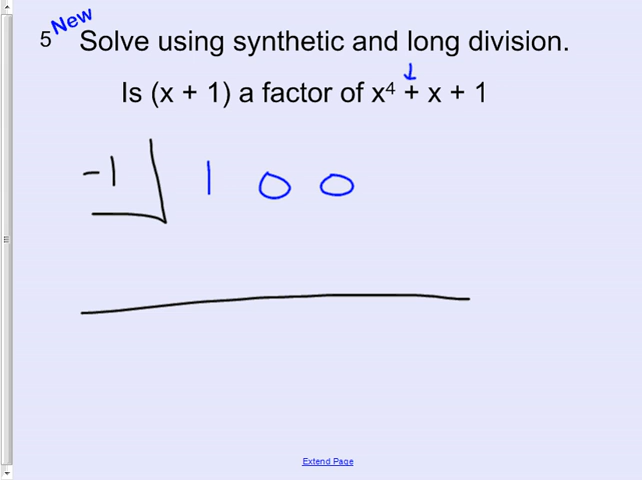 New
5 Solve using synthetic and long division.
Is (x + 1) a factor of x⁴ + x + 1
-1 1 0 0
Extend Page